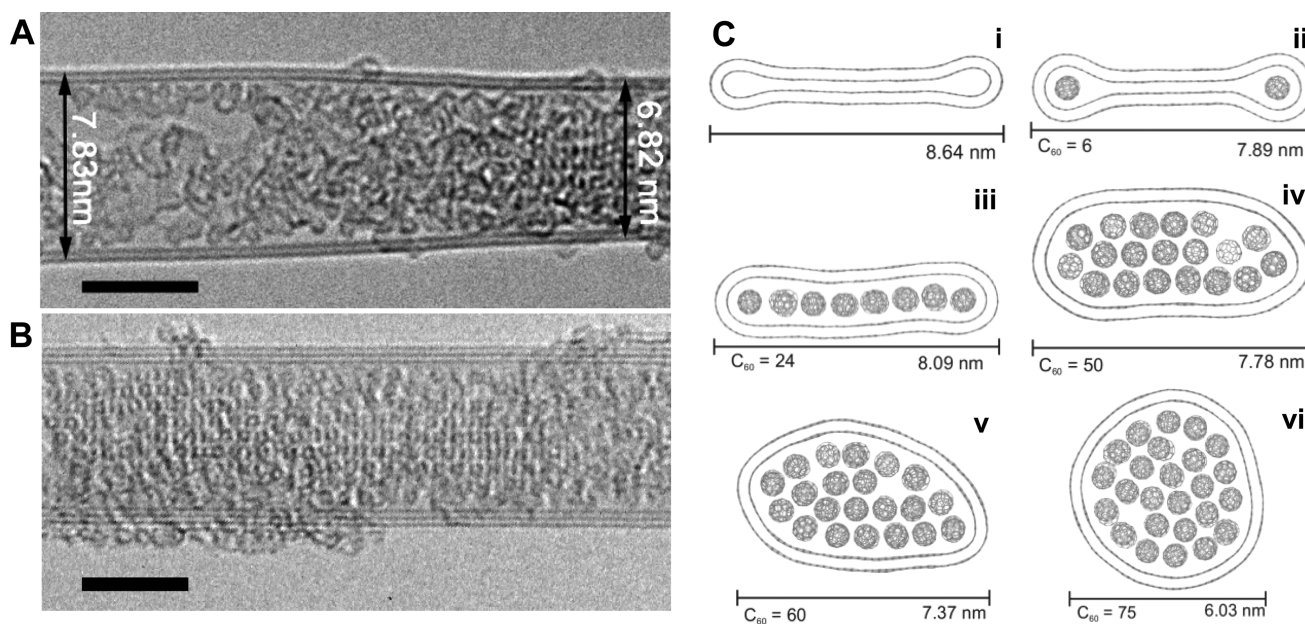 A
7.83nm
6.82 nm
B
C
i
8.64 nm
ii
C₆₀ = 6
7.89 nm
iii
C₆₀ = 24
8.09 nm
iv
C₆₀ = 50
7.78 nm
v
C₆₀ = 60
7.37 nm
vi
C₆₀ = 75
6.03 nm